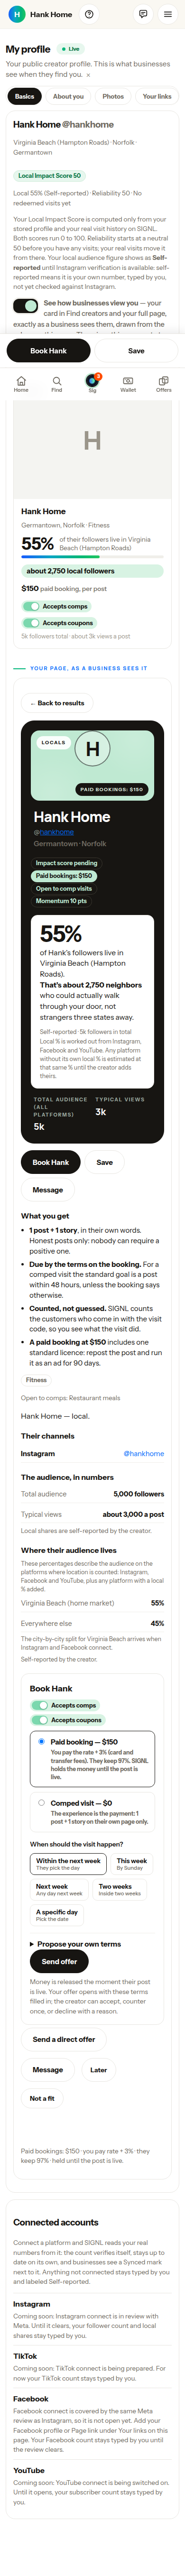 H Hank Home
My profile Live
Your public creator profile. This is what businesses
see when they find you. ×
Basics About you Photos Your links
Hank Home @hankhome
Virginia Beach (Hampton Roads) · Norfolk ·
Germantown
Local Impact Score 50
Local 55% (Self-reported) · Reliability 50 · No
redeemed visits yet
Your Local Impact Score is computed only from your
stored profile and your real visit history on SIGNL.
Both scores run 0 to 100. Reliability starts at a neutral
50 before you have any visits; your real visits move it
from there. Your local audience figure shows as Self-
reported until Instagram verification is available: self-
reported means it is your own number, typed by you,
not yet checked against Instagram.
See how businesses view you — your
card in Find Creators and your full page,
exactly as a business sees them, drawn from the
Book Hank Save
Home Find Sig Wallet Offers
H
Hank Home
Germantown, Norfolk · Fitness
55% of their followers live in Virginia
Beach (Hampton Roads)
about 2,750 local followers
$150 paid booking, per post
Accepts comps
Accepts coupons
5k followers total · about 3k views a post
YOUR PAGE, AS A BUSINESS SEES IT
← Back to results
LOCALS
H
PAID BOOKINGS: $150
Hank Home
@hankhome
Germantown · Norfolk
Impact score pending
Paid bookings: $150
Open to comp visits
Momentum 10 pts
55%
of Hank's followers live in
Virginia Beach (Hampton
Roads).
That's about 2,750 neighbors
who could actually walk
through your door, not
strangers three states away.
Self-reported · 5k followers in total
Local % is worked out from Instagram,
Facebook and YouTube. Any platform
without its own local % is estimated at
that same % until the creator adds
theirs.
TOTAL AUDIENCE
(ALL
PLATFORMS)
5k
TYPICAL VIEWS
3k
Book Hank Save
Message
What you get
• 1 post + 1 story, in their own words.
Honest posts only: nobody can require a
positive one.
• Due by the terms on the booking. For a
comped visit the standard goal is a post
within 48 hours, unless the booking says
otherwise.
• Counted, not guessed. SIGNL counts
the customers who come in with the visit
code, so you see what the visit did.
• A paid booking at $150 includes one
standard licence: repost the post and run
it as an ad for 90 days.
Fitness
Open to comps: Restaurant meals
Hank Home — local.
Their channels
Instagram @hankhome
The audience, in numbers
Total audience 5,000 followers
Typical views about 3,000 a post
Local shares are self-reported by the creator.
Where their audience lives
These percentages describe the audience on the
platforms where location is counted: Instagram,
Facebook and YouTube, plus any platform with a local
% added.
Virginia Beach (home market) 55%
Everywhere else 45%
The city-by-city split for Virginia Beach arrives when
Instagram and Facebook connect.
Self-reported by the creator.
Book Hank
Accepts comps
Accepts coupons
Paid booking — $150
You pay the rate + 3% (card and
transfer fees). They keep 97%. SIGNL
holds the money until the post is
live.
Comped visit — $0
The experience is the payment: 1
post + 1 story on their own page only.
When should the visit happen?
Within the next week
They pick the day
This week
By Sunday
Next week
Any day next week
Two weeks
Inside two weeks
A specific day
Pick the date
▶ Propose your own terms
Send offer
Money is released the moment their post
is live. Your offer opens with these terms
filled in; the creator can accept, counter
once, or decline with a reason.
Send a direct offer
Message Later
Not a fit
Paid bookings: $150 · you pay rate + 3% · they
keep 97% · held until the post is live.
Connected accounts
Connect a platform and SIGNL reads your real
numbers from it: the count verifies itself, stays up to
date on its own, and businesses see a Synced mark
next to it. Anything not connected stays typed by you
and labeled Self-reported.
Instagram
Coming soon: Instagram connect is in review with
Meta. Until it clears, your follower count and local
shares stay typed by you.
TikTok
Coming soon: TikTok connect is being prepared. For
now your TikTok count stays typed by you.
Facebook
Facebook connect is covered by the same Meta
review as Instagram, so it is not open yet. Add your
Facebook profile or Page link under Your links on
this page. Your Facebook count stays typed by you until
the review clears.
YouTube
Coming soon: YouTube connect is being switched on.
Until it opens, your subscriber count stays typed by
you.